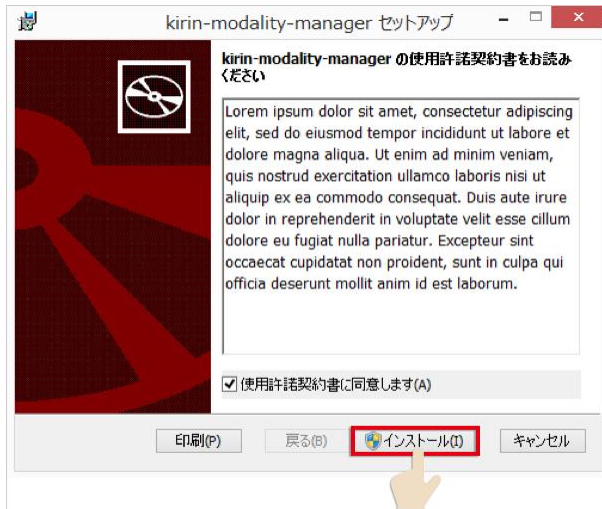 kirin-modality-manager セットアップ
kirin-modality-manager の使用許諾契約書をお読み
ください
Lorem ipsum dolor sit amet, consectetur adipiscing
elit, sed do eiusmod tempor incididunt ut labore et
dolore magna aliqua. Ut enim ad minim veniam,
quis nostrud exercitation ullamco laboris nisi ut
aliquip ex ea commodo consequat. Duis aute irure
dolor in reprehenderit in voluptate velit esse cillum
dolore eu fugiat nulla pariatur. Excepteur sint
occaecat cupidatat non proident, sunt in culpa qui
officia deserunt mollit anim id est laborum.
使用許諾契約書に同意します(A)
印刷(P) 戻る(B) インストール(I) キャンセル